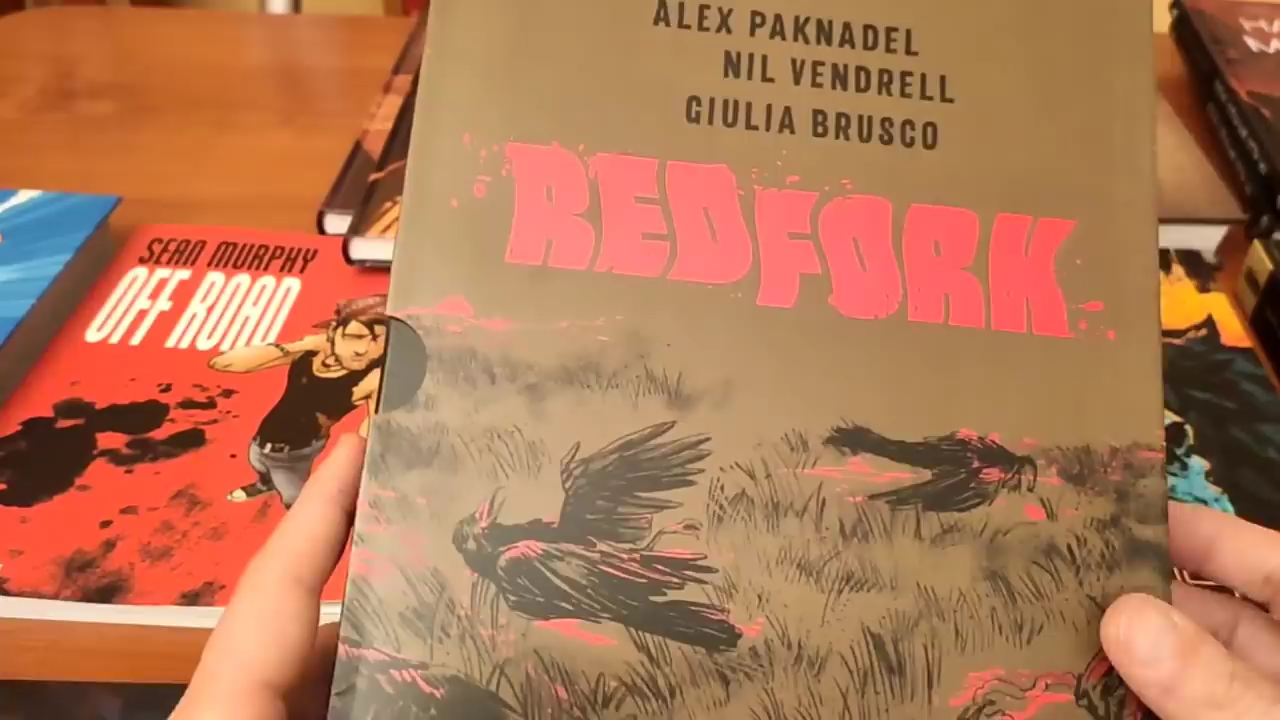 ALEX PAKNADEL
NIL VENDRELL
GIULIA BRUSCO
REDFORK
SEAN MURPHY
OFF ROAD